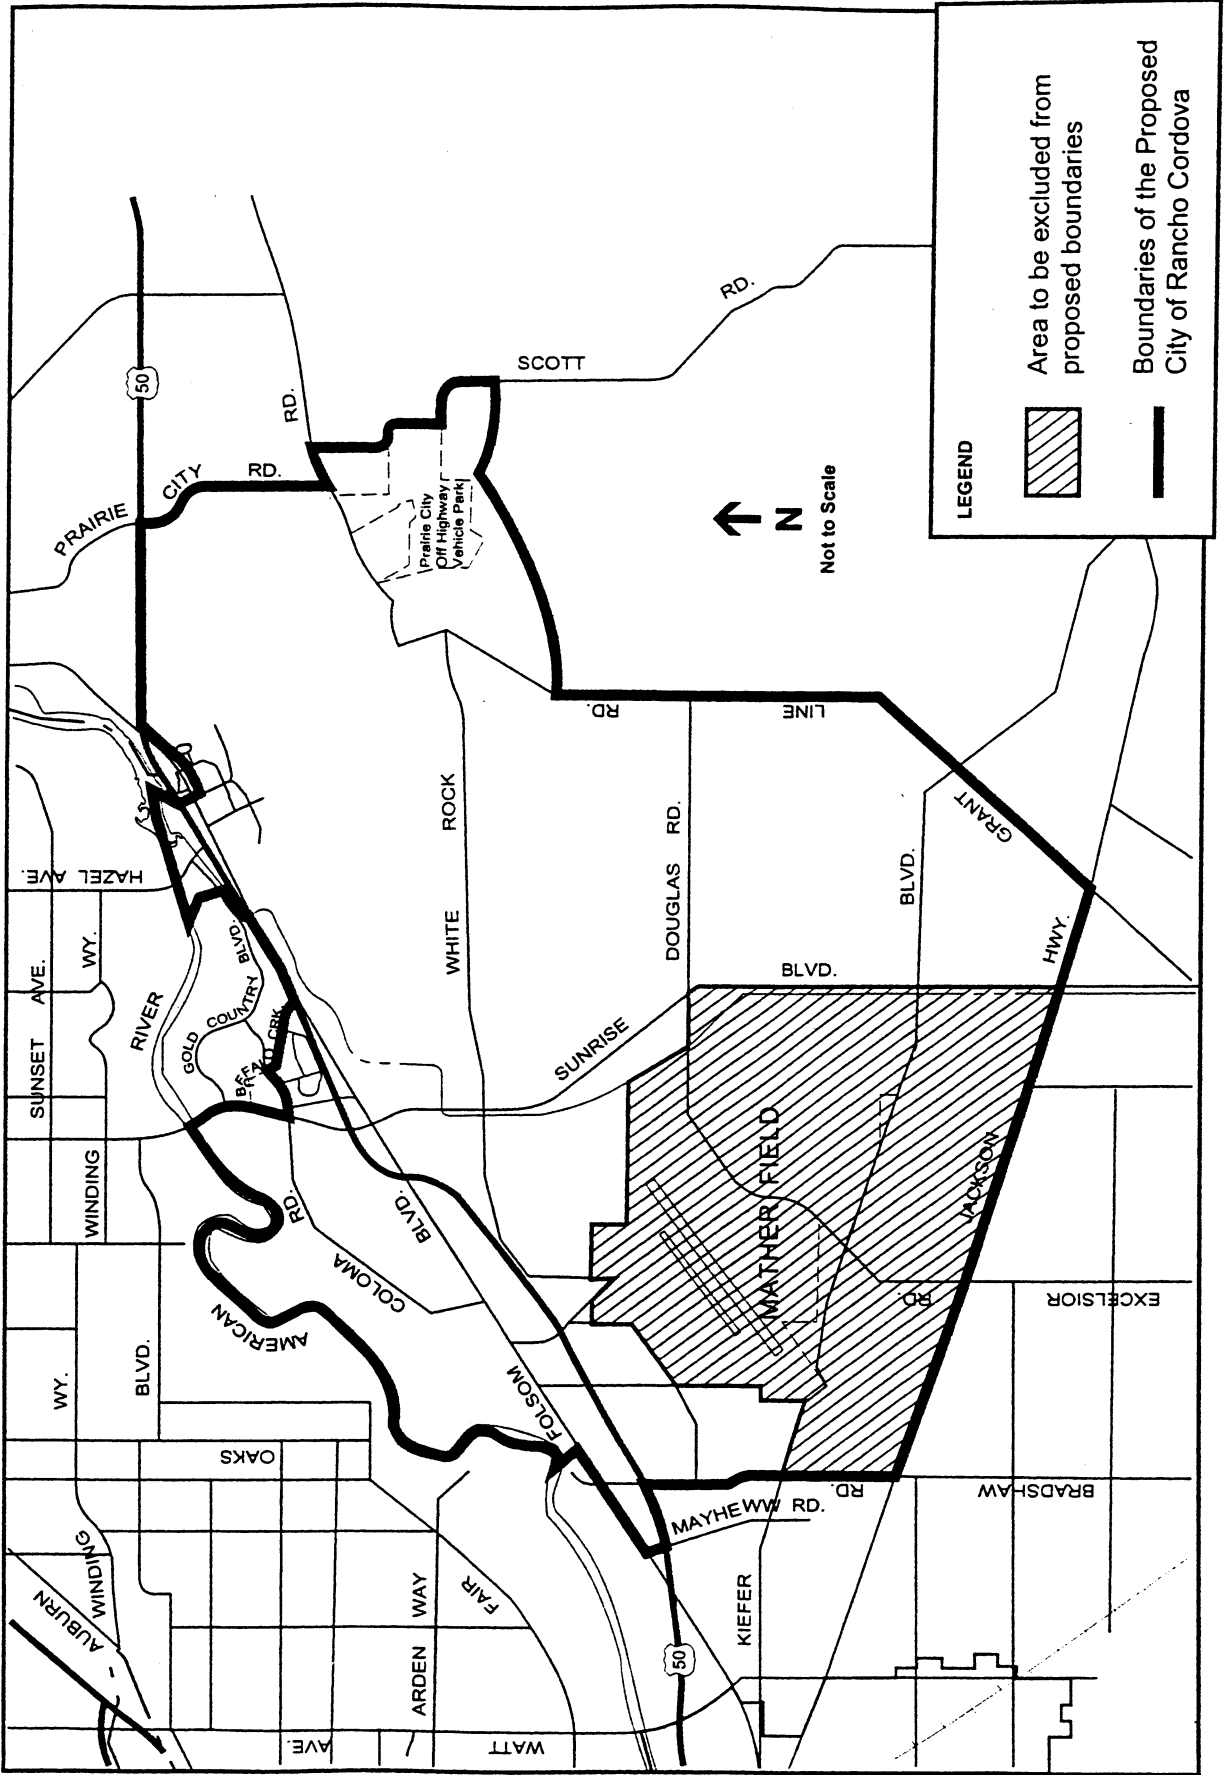 50
PRAIRIE
CITY
RD.
RD.
SCOTT
RD.
Prairie City
Off Highway
Vehicle Park
N
Not to Scale
LEGEND
Area to be excluded from
proposed boundaries
Boundaries of the Proposed
City of Rancho Cordova
HAZEL AVE.
SUNSET AVE.
WY.
WINDING
RIVER
GOLD COUNTRY BLVD.
BUFFALO CRK
SUNRISE
BLVD.
WHITE ROCK
RD.
LINE
GRANT
DOUGLAS RD.
BLVD.
HWY.
JACKSON
MATHER FIELD
RD.
EXCELSIOR
COLOMA RD.
AMERICAN
FOLSOM BLVD.
BLVD.
WY.
OAKS
WINDING
AUBURN
ARDEN WAY
FAIR
WATT
AVE.
50
MAYHEW RD.
KIEFER
RD.
BRADSHAW